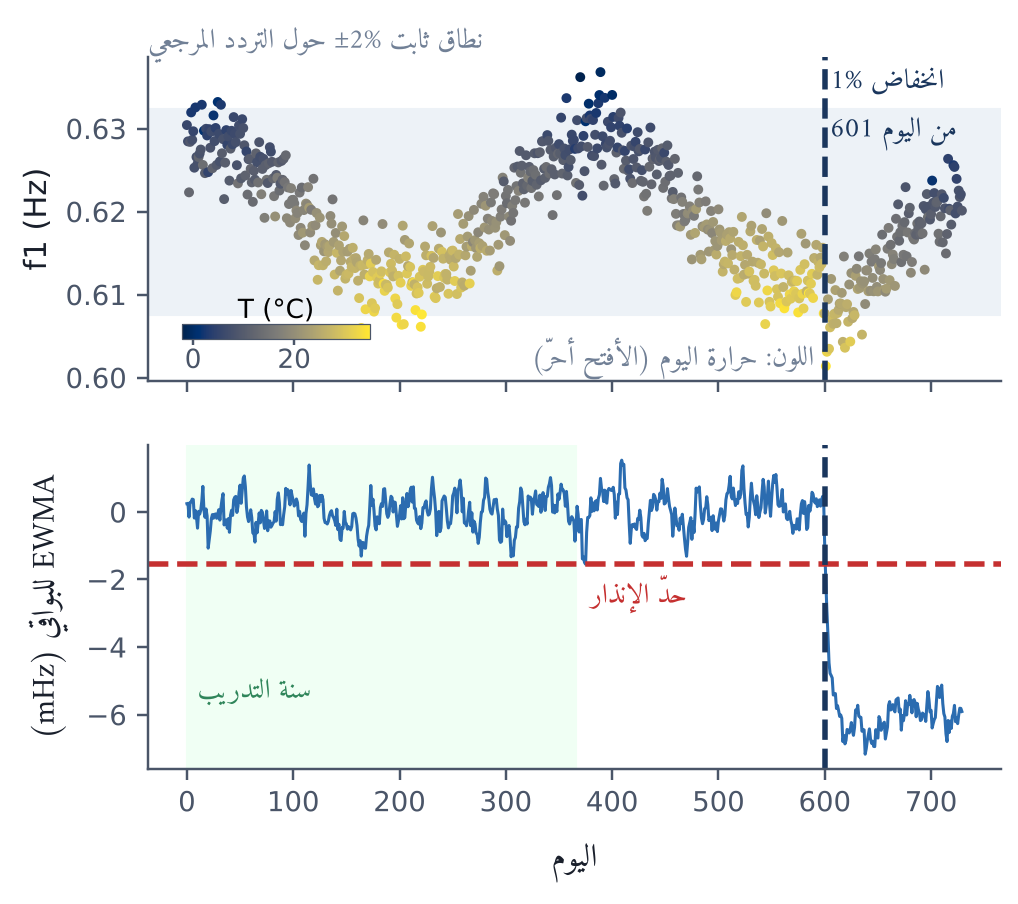 نطاق ثابت ±2% حول التردد المرجعي
انخفاض 1%
من اليوم 601
f1 (Hz)
0.63
0.62
0.61
0.60
T (°C)
0 20
اللون: حرارة اليوم (الأفتح أحرّ)
EWMA للبواقي (mHz)
0
−2
−4
−6
حدّ الإنذار
سنة التدريب
0 100 200 300 400 500 600 700
اليوم